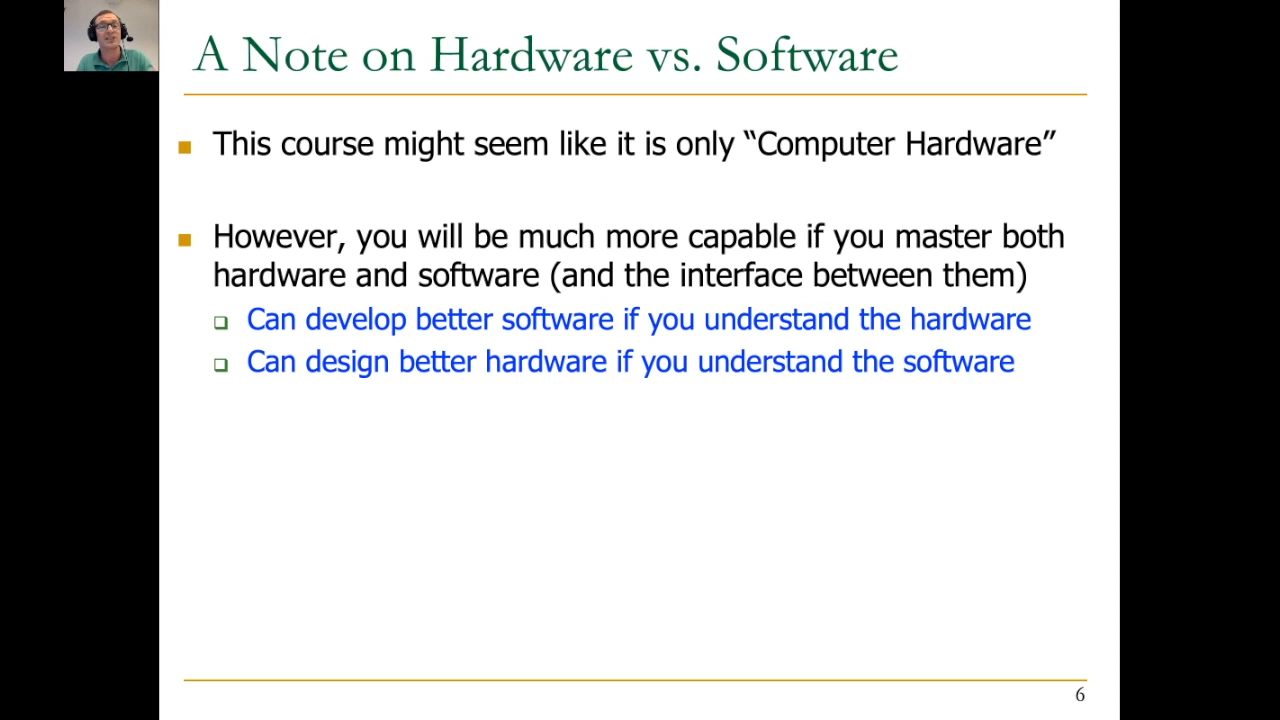 A Note on Hardware vs. Software
This course might seem like it is only “Computer Hardware”
However, you will be much more capable if you master both
hardware and software (and the interface between them)
Can develop better software if you understand the hardware
Can design better hardware if you understand the software
6